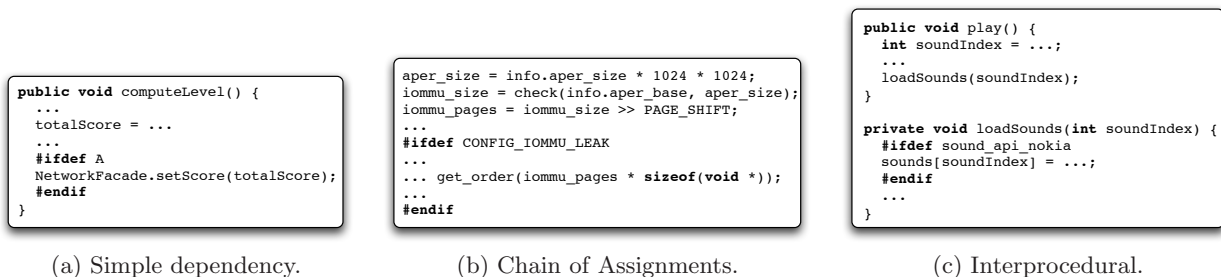 public void computeLevel() {
...
totalScore = ...
...
#ifdef A
NetworkFacade.setScore(totalScore);
#endif
}
(a) Simple dependency.
aper_size = info.aper_size * 1024 * 1024;
iommu_size = check(info.aper_base, aper_size);
iommu_pages = iommu_size >> PAGE_SHIFT;
...
#ifdef CONFIG_IOMMU_LEAK
...
... get_order(iommu_pages * sizeof(void *));
...
#endif
(b) Chain of Assignments.
public void play() {
int soundIndex = ...;
...
loadSounds(soundIndex);
}
private void loadSounds(int soundIndex) {
#ifdef sound_api_nokia
sounds[soundIndex] = ...;
#endif
...
}
(c) Interprocedural.